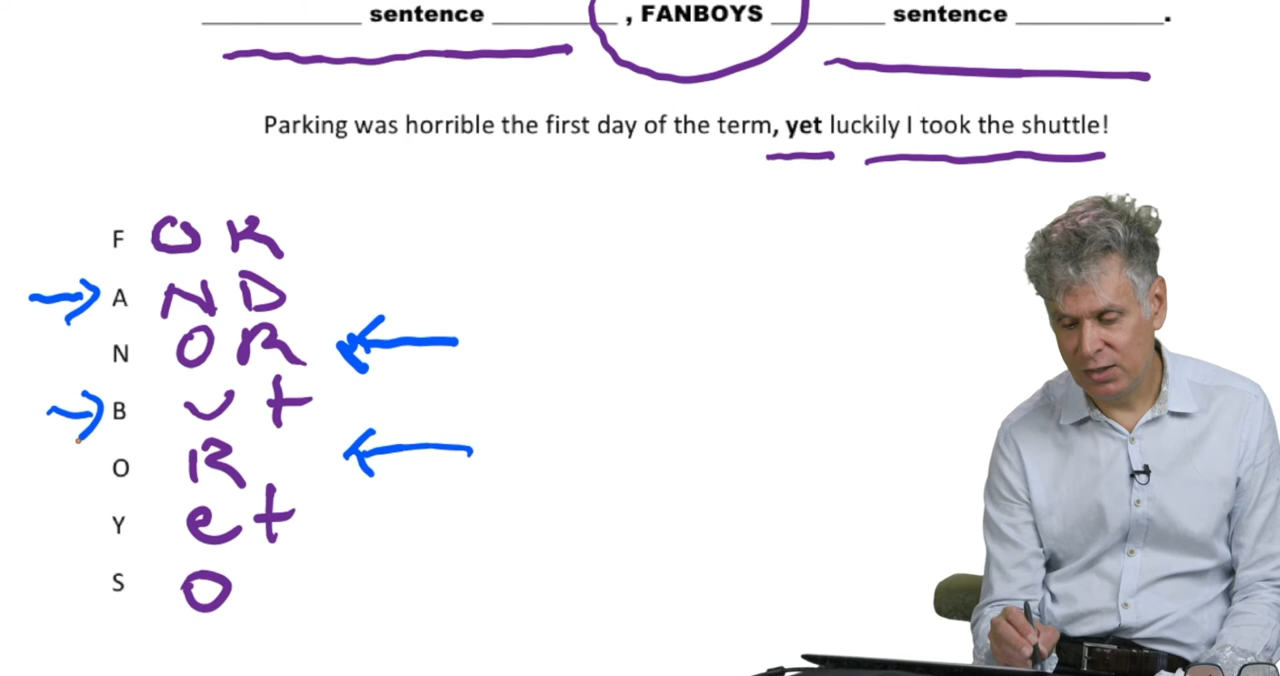 sentence , FANBOYS sentence .
Parking was horrible the first day of the term, yet luckily I took the shuttle!
F OR
A ND
N OR
B ut
O R
Y et
S O